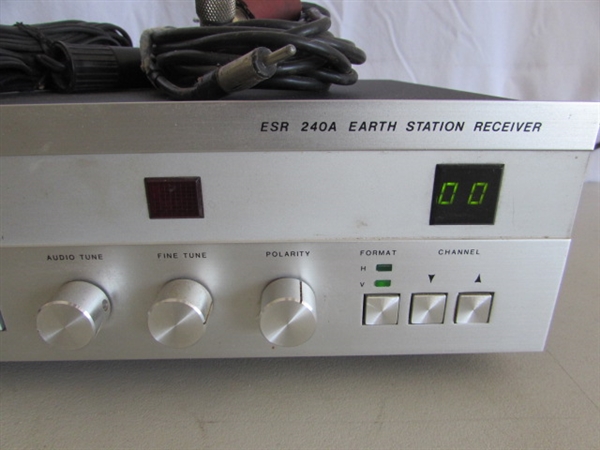 ESR 240A EARTH STATION RECEIVER
00
AUDIO TUNE FINE TUNE POLARITY FORMAT CHANNEL
H
V